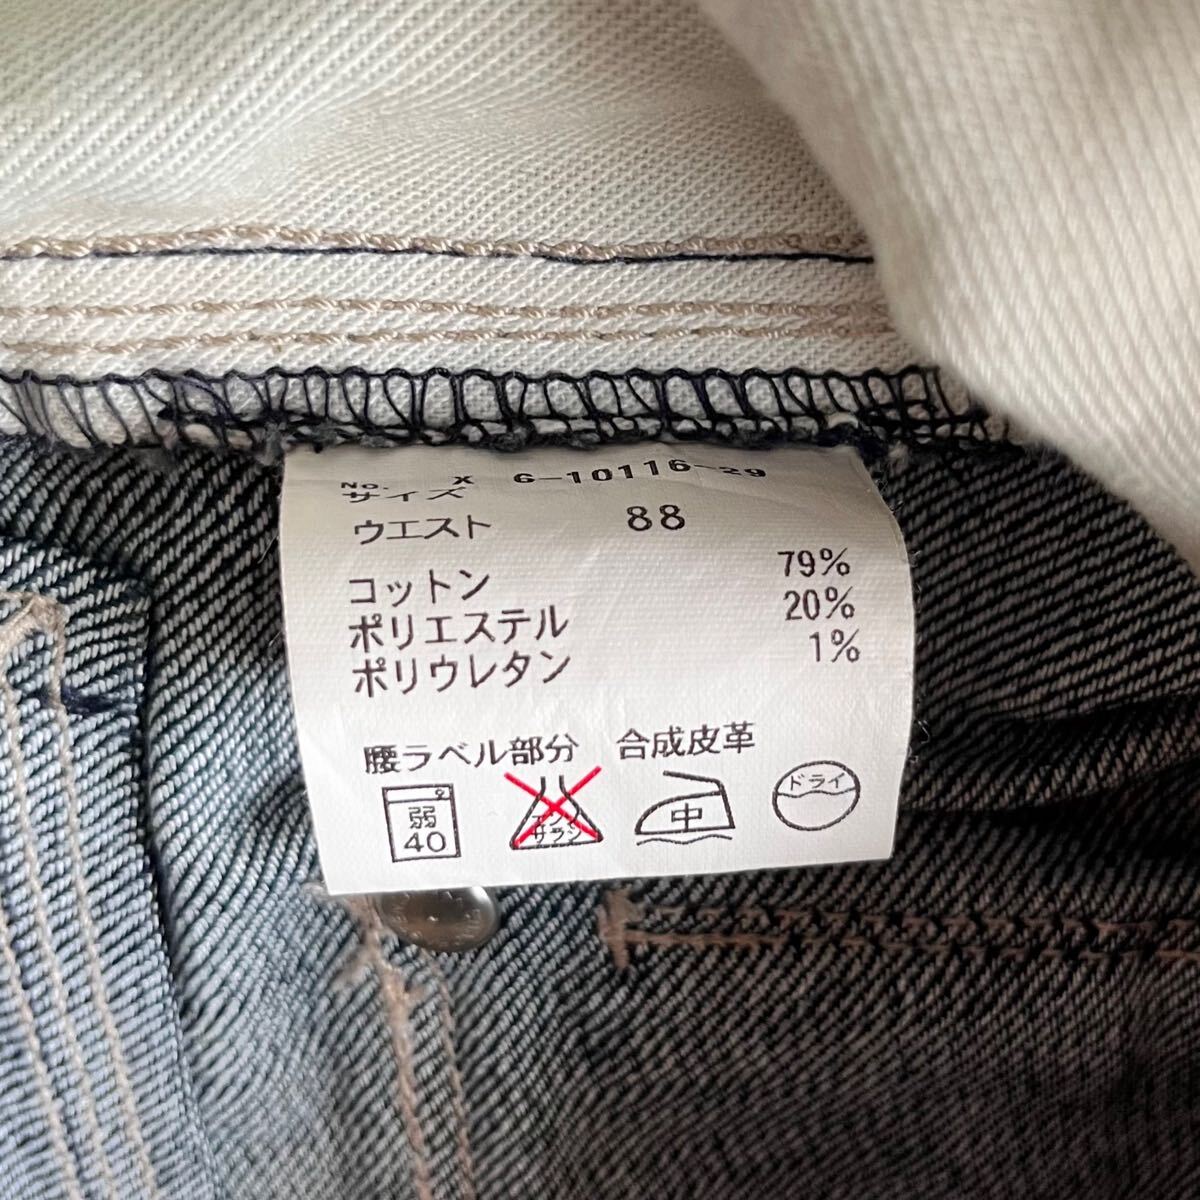 No. X 6-10116-29
サイズ
ウエスト 88
コットン 79%
ポリエステル 20%
ポリウレタン 1%
腰ラベル部分 合成皮革
弱 40
エンソ サラシ
中
ドライ